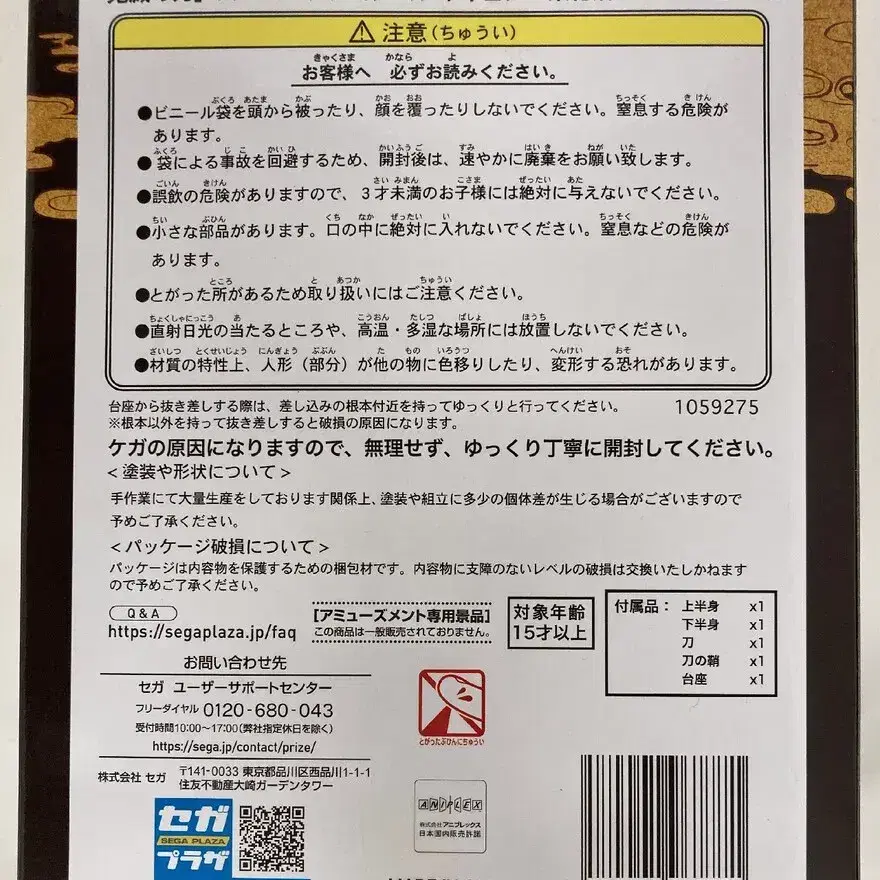 ⚠ 注意(ちゅうい)
お客様へ 必ずお読みください。
●ビニール袋を頭から被ったり、顔を覆ったりしないでください。窒息する危険が
あります。
●袋による事故を回避するため、開封後は、速やかに廃棄をお願い致します。
●誤飲の危険がありますので、3才未満のお子様には絶対に与えないでください。
●小さな部品があります。口の中に絶対に入れないでください。窒息などの危険が
あります。
●とがった所があるため取り扱いにはご注意ください。
●直射日光の当たるところや、高温・多湿な場所には放置しないでください。
●材質の特性上、人形(部分)が他の物に色移りしたり、変形する恐れがあります。
台座から抜き差しする際は、差し込みの根本付近を持ってゆっくりと行ってください。 1059275
※根本以外を持って抜き差しすると破損の原因になります。
ケガの原因になりますので、無理せず、ゆっくり丁寧に開封してください。
<塗装や形状について>
手作業にて大量生産をしております関係上、塗装や組立に多少の個体差が生じる場合がございますので
予めご了承ください。
<パッケージ破損について>
パッケージは内容物を保護するための梱包材です。内容物に支障のないレベルの破損は交換いたしかねます
ので予めご了承ください。
Q&A
https://segaplaza.jp/faq
[アミューズメント専用景品]
この商品は一般販売されておりません。
対象年齢
15才以上
付属品: 上半身 x1
下半身 x1
刀 x1
刀の鞘 x1
台座 x1
お問い合わせ先
セガ ユーザーサポートセンター
フリーダイヤル 0120-680-043
受付時間10:00~17:00(弊社指定休日を除く)
https://sega.jp/contact/prize/
とがったぶひんにちゅうい
株式会社 セガ 〒141-0033 東京都品川区西品川1-1-1
住友不動産大崎ガーデンタワー
セガ
SEGA PLAZA
プラザ
ANIPLEX
株式会社アニプレックス
日本国内販売許諾